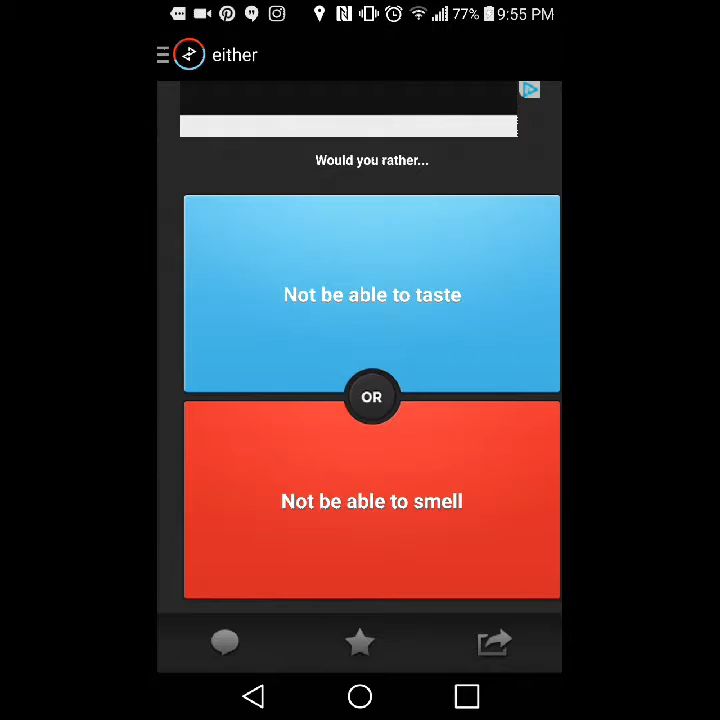 77% 9:55 PM
either
Would you rather...
Not be able to taste
OR
Not be able to smell